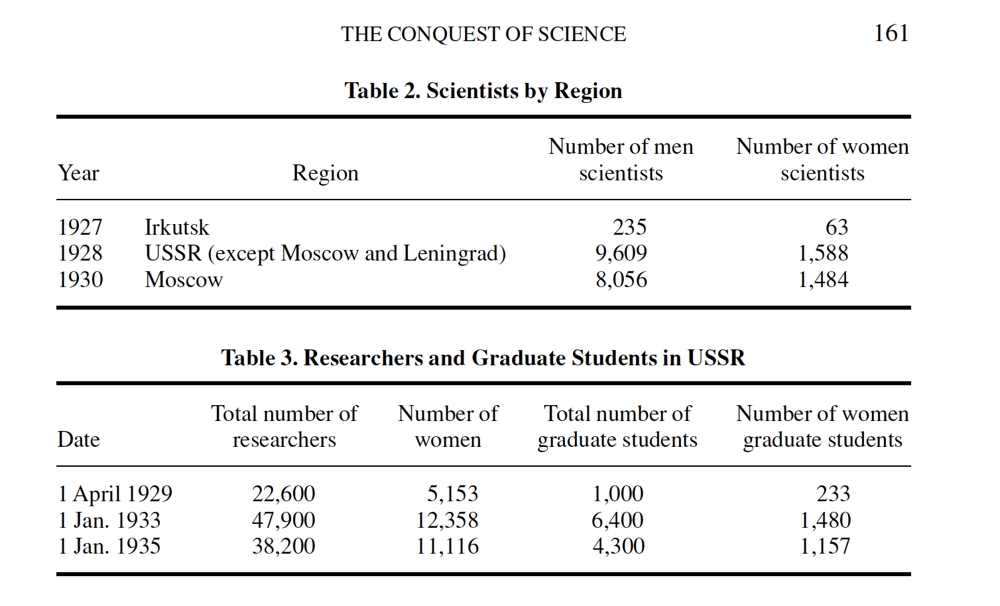 THE CONQUEST OF SCIENCE 161
Table 2. Scientists by Region
Number of men Number of women
Year Region scientists scientists
1927 Irkutsk 235 63
1928 USSR (except Moscow and Leningrad) 9,609 1,588
1930 Moscow 8,056 1,484
Table 3. Researchers and Graduate Students in USSR
Total number of Number of Total number of Number of women
Date researchers women graduate students graduate students
1 April 1929 22,600 5,153 1,000 233
1 Jan. 1933 47,900 12,358 6,400 1,480
1 Jan. 1935 38,200 11,116 4,300 1,157